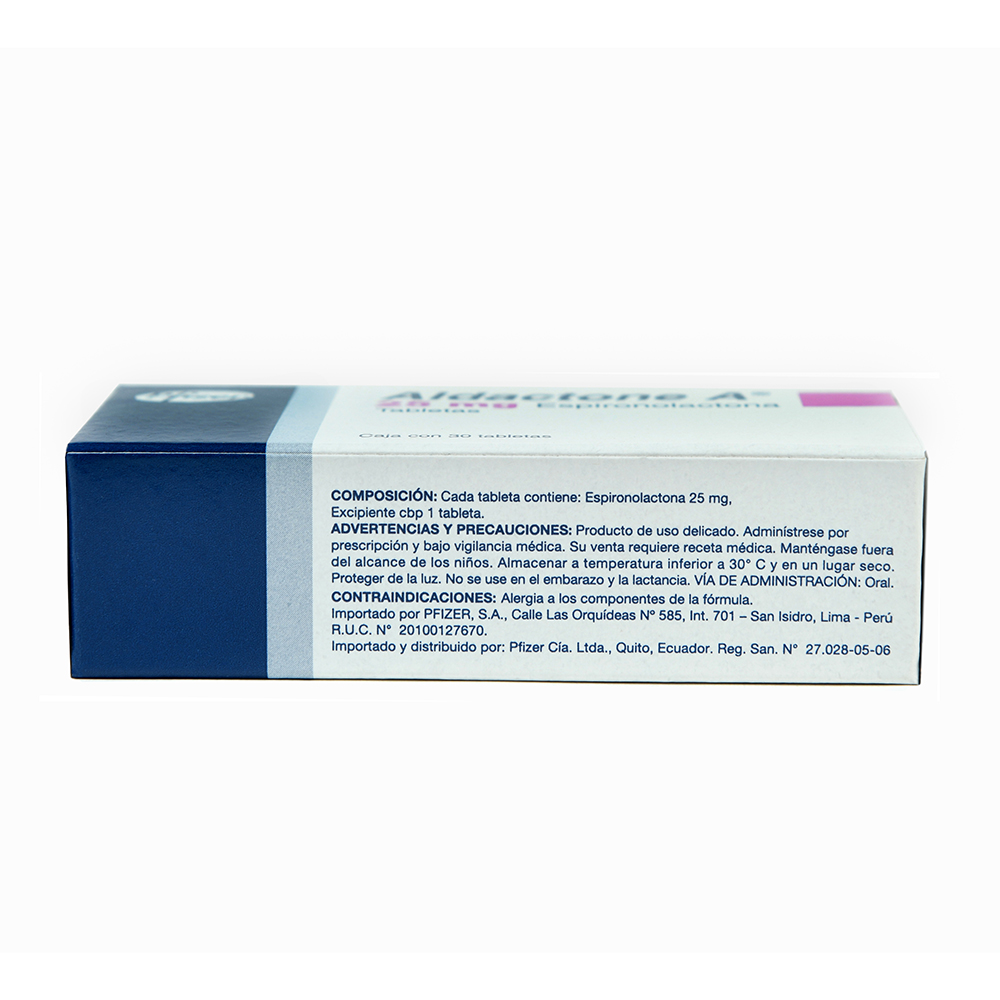 Aldactone A®
25 mg Espironolactona
Tabletas
Caja con 30 tabletas
COMPOSICIÓN: Cada tableta contiene: Espironolactona 25 mg,
Excipiente cbp 1 tableta.
ADVERTENCIAS Y PRECAUCIONES: Producto de uso delicado. Adminístrese por
prescripción y bajo vigilancia médica. Su venta requiere receta médica. Manténgase fuera
del alcance de los niños. Almacenar a temperatura inferior a 30° C y en un lugar seco.
Proteger de la luz. No se use en el embarazo y la lactancia. VÍA DE ADMINISTRACIÓN: Oral.
CONTRAINDICACIONES: Alergia a los componentes de la fórmula.
Importado por PFIZER, S.A., Calle Las Orquídeas Nº 585, Int. 701 – San Isidro, Lima - Perú
R.U.C. N° 20100127670.
Importado y distribuido por: Pfizer Cía. Ltda., Quito, Ecuador. Reg. San. N° 27.028-05-06